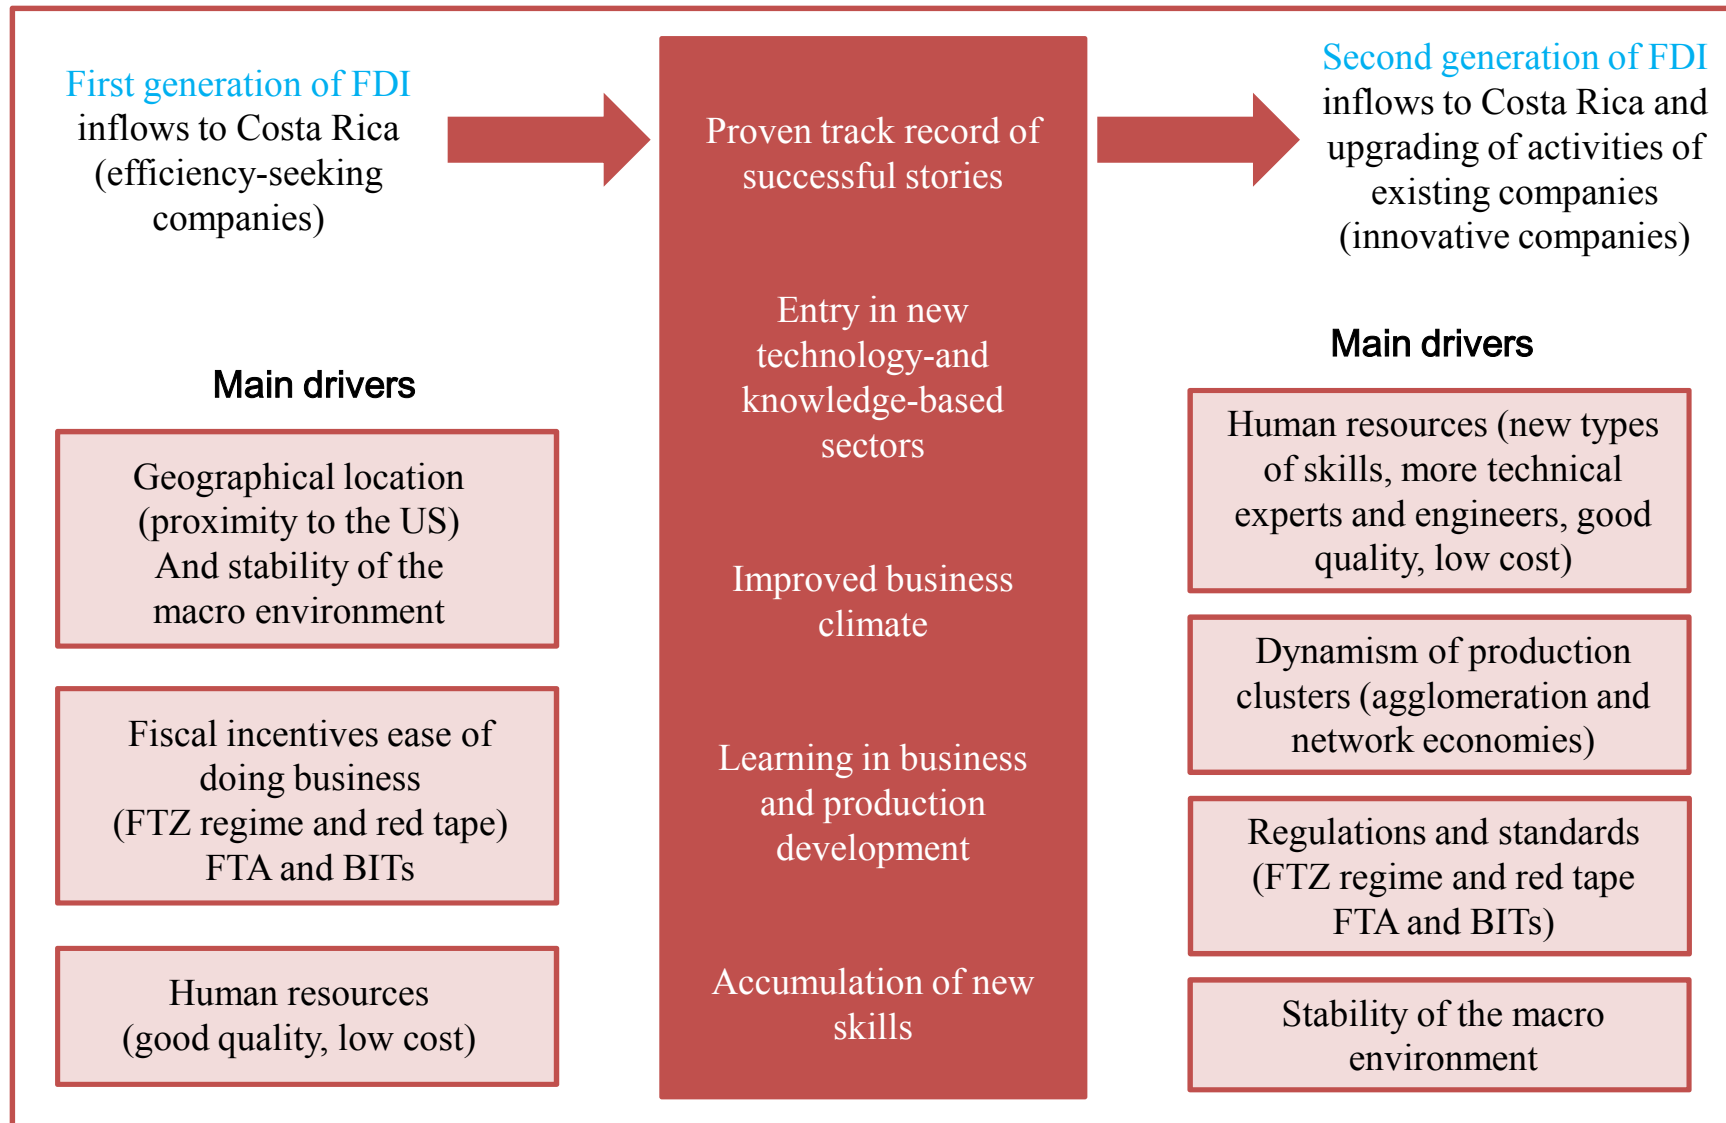 First generation of FDI
inflows to Costa Rica
(efficiency-seeking
companies)
Main drivers
Geographical location
(proximity to the US)
And stability of the
macro environment
Fiscal incentives ease of
doing business
(FTZ regime and red tape)
FTA and BITs
Human resources
(good quality, low cost)
Proven track record of
successful stories
Entry in new
technology-and
knowledge-based
sectors
Improved business
climate
Learning in business
and production
development
Accumulation of new
skills
Second generation of FDI
inflows to Costa Rica and
upgrading of activities of
existing companies
(innovative companies)
Main drivers
Human resources (new types
of skills, more technical
experts and engineers, good
quality, low cost)
Dynamism of production
clusters (agglomeration and
network economies)
Regulations and standards
(FTZ regime and red tape
FTA and BITs)
Stability of the macro
environment